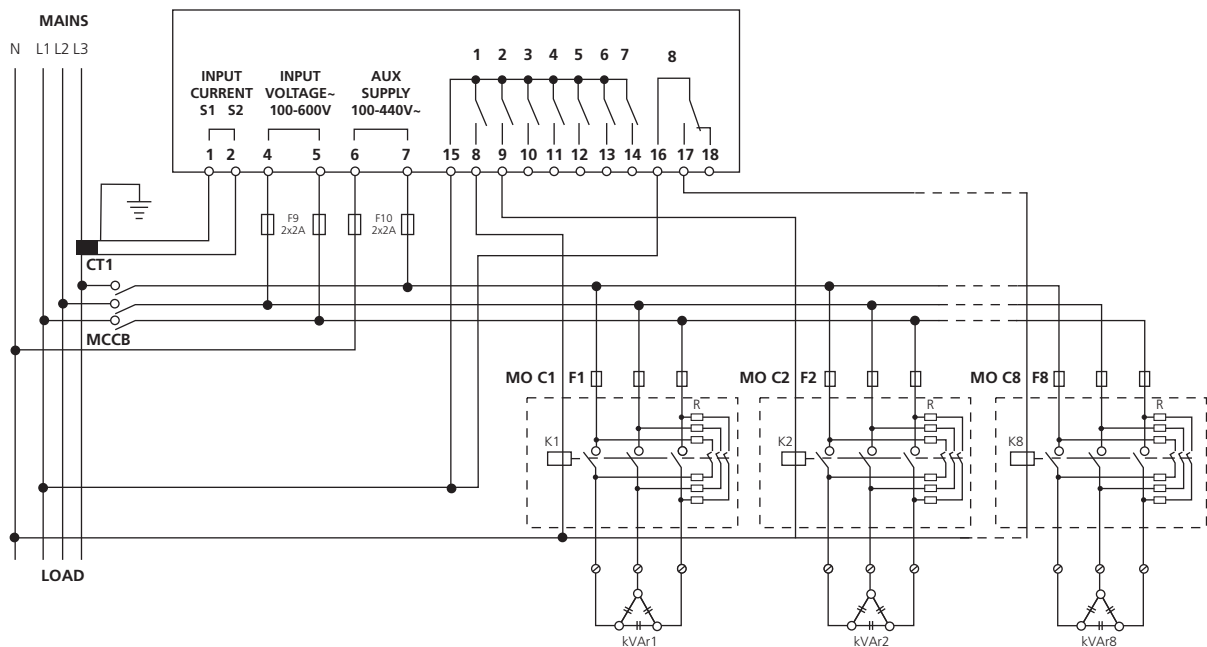 MAINS
N L1 L2 L3
1 2 3 4 5 6 7 8
INPUT CURRENT
S1 S2
INPUT VOLTAGE~
100-600V
AUX SUPPLY
100-440V~
1 2 4 5 6 7 15 8 9 10 11 12 13 14 16 17 18
F9
2x2A
F10
2x2A
CT1
MCCB
MO C1 F1
MO C2 F2
MO C8 F8
R
R
R
K1
K2
K8
LOAD
kVAr1
kVAr2
kVAr8